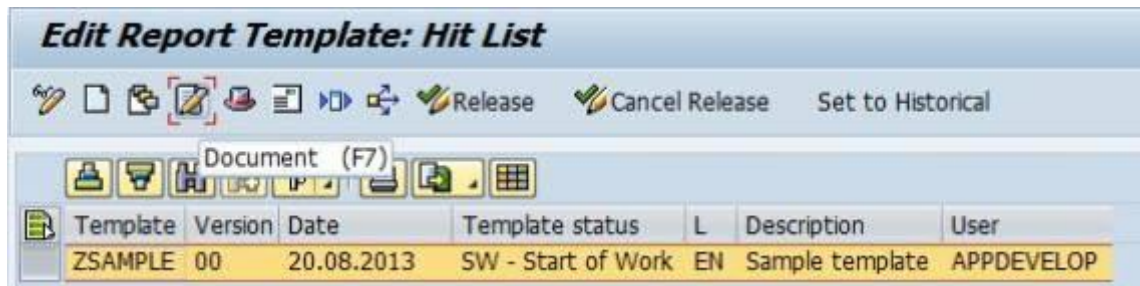 Edit Report Template: Hit List
Release Cancel Release Set to Historical
Document (F7)
Template Version Date Template status L Description User
ZSAMPLE 00 20.08.2013 SW - Start of Work EN Sample template APPDEVELOP